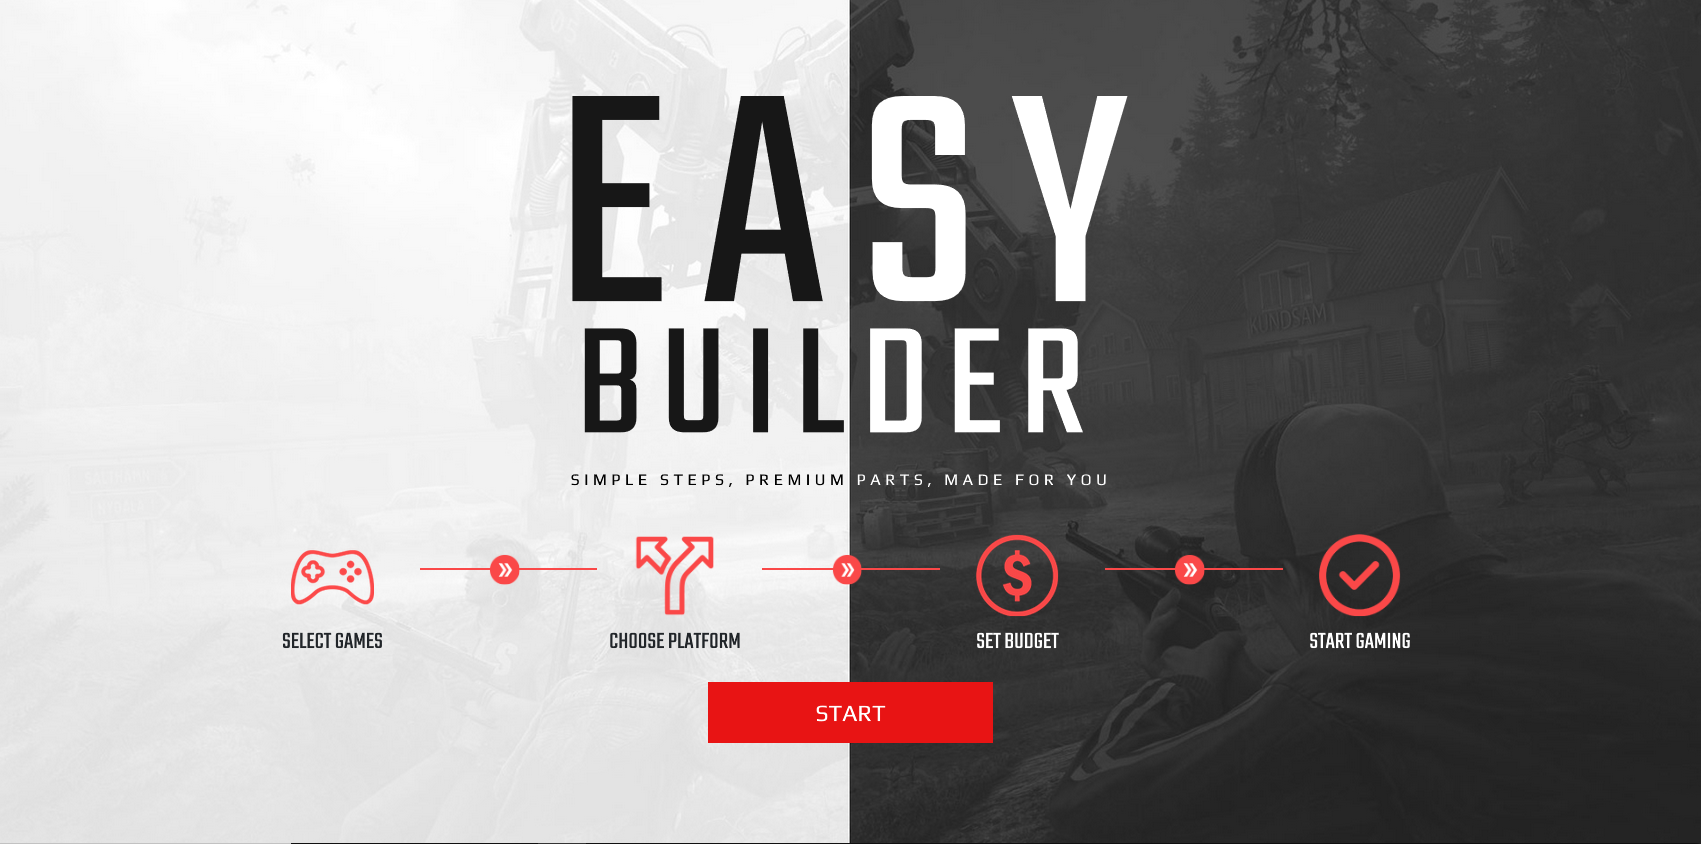 EASY
BUILDER
SIMPLE STEPS, PREMIUM PARTS, MADE FOR YOU
SELECT GAMES
CHOOSE PLATFORM
SET BUDGET
START GAMING
START